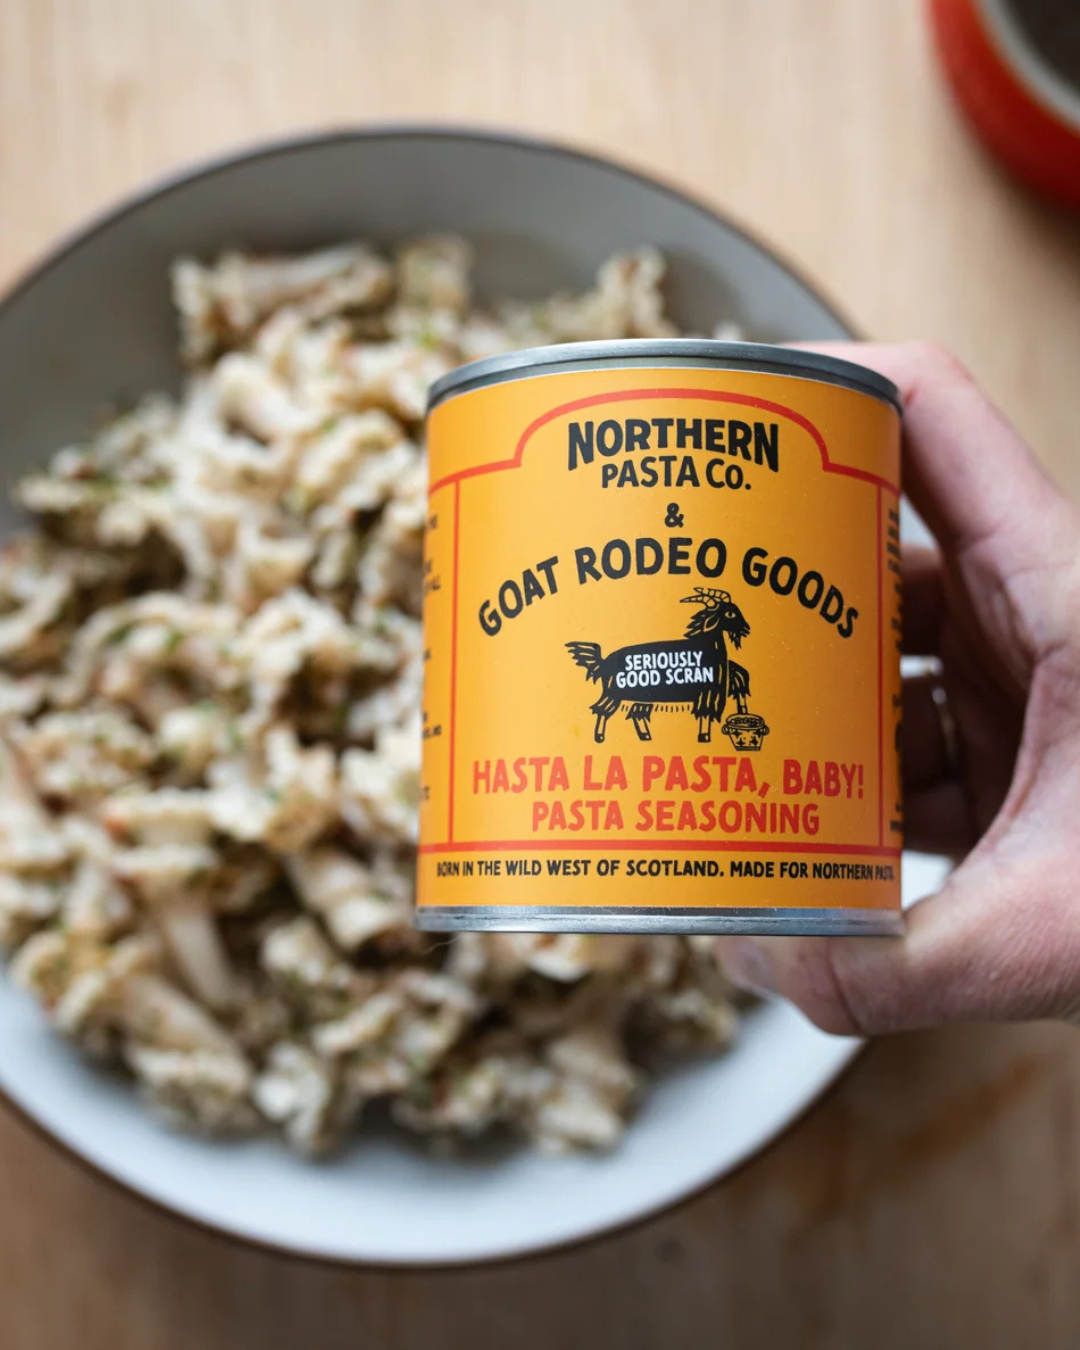 NORTHERN
PASTA CO.
&
GOAT RODEO GOODS
SERIOUSLY
GOOD SCRAN
HASTA LA PASTA, BABY!
PASTA SEASONING
BORN IN THE WILD WEST OF SCOTLAND. MADE FOR NORTHERN PASTA